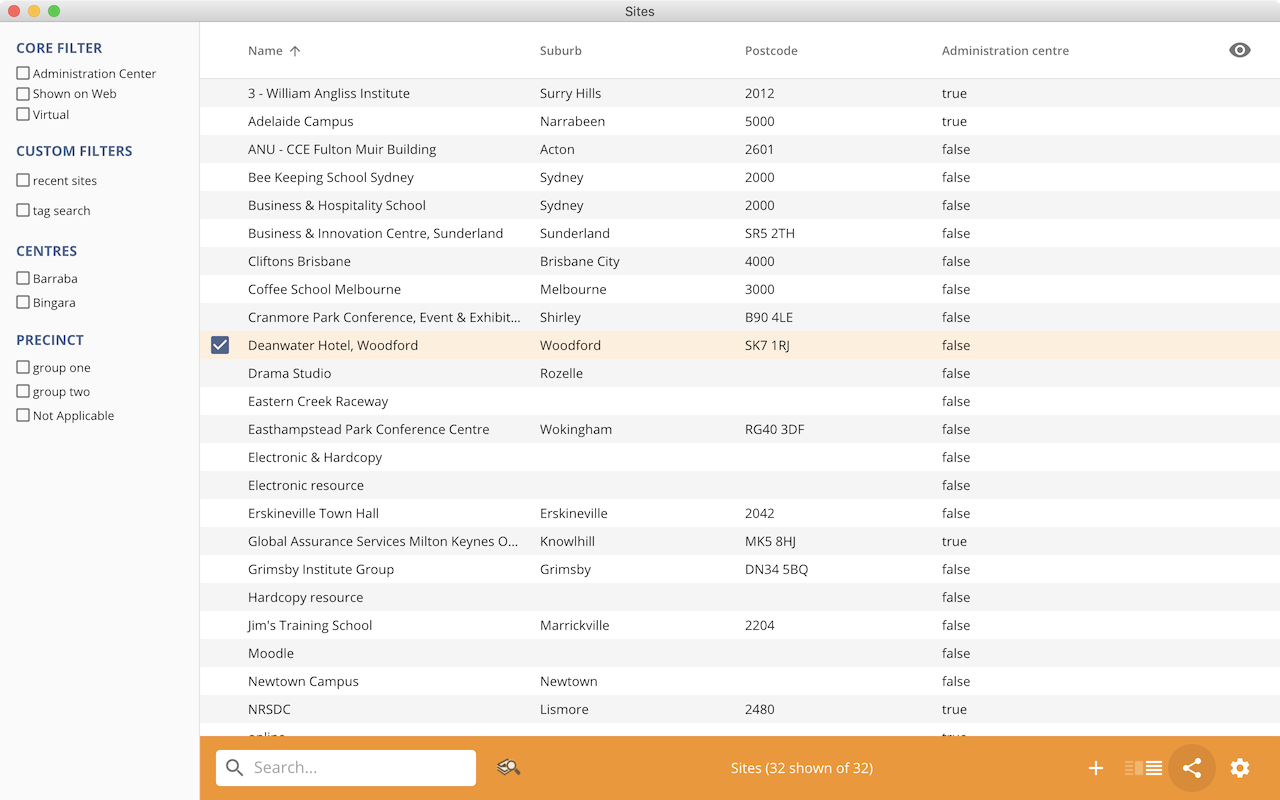 Sites
CORE FILTER
Administration Center
Shown on Web
Virtual
CUSTOM FILTERS
recent sites
tag search
CENTRES
Barraba
Bingara
PRECINCT
group one
group two
Not Applicable
Name Suburb Postcode Administration centre
3 - William Angliss Institute Surry Hills 2012 true
Adelaide Campus Narrabeen 5000 true
ANU - CCE Fulton Muir Building Acton 2601 false
Bee Keeping School Sydney Sydney 2000 false
Business & Hospitality School Sydney 2000 false
Business & Innovation Centre, Sunderland Sunderland SR5 2TH false
Cliftons Brisbane Brisbane City 4000 false
Coffee School Melbourne Melbourne 3000 false
Cranmore Park Conference, Event & Exhibit... Shirley B90 4LE false
Deanwater Hotel, Woodford Woodford SK7 1RJ false
Drama Studio Rozelle false
Eastern Creek Raceway false
Easthampstead Park Conference Centre Wokingham RG40 3DF false
Electronic & Hardcopy false
Electronic resource false
Erskineville Town Hall Erskineville 2042 false
Global Assurance Services Milton Keynes O... Knowlhill MK5 8HJ true
Grimsby Institute Group Grimsby DN34 5BQ false
Hardcopy resource false
Jim's Training School Marrickville 2204 false
Moodle false
Newtown Campus Newtown false
NRSDC Lismore 2480 true
online true
Search... Sites (32 shown of 32)